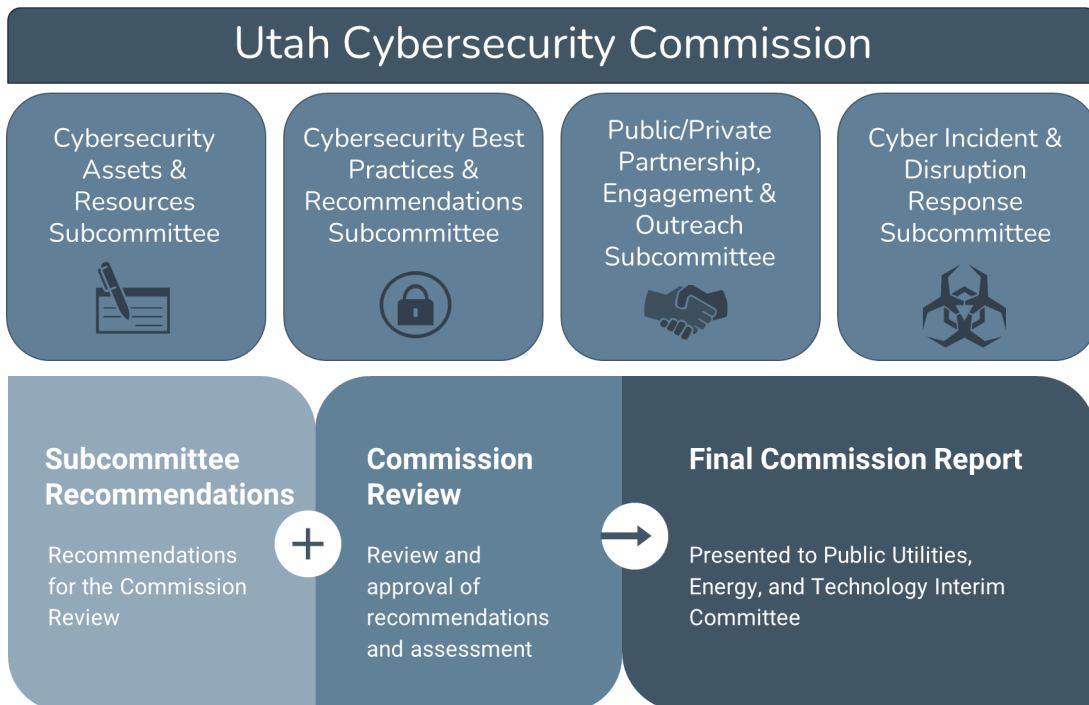 Utah Cybersecurity Commission
Cybersecurity
Assets &
Resources
Subcommittee
Cybersecurity Best
Practices &
Recommendations
Subcommittee
Public/Private
Partnership,
Engagement &
Outreach
Subcommittee
Cyber Incident &
Disruption
Response
Subcommittee
Subcommittee
Recommendations
Recommendations
for the Commission
Review
+
Commission
Review
Review and
approval of
recommendations
and assessment
Final Commission Report
Presented to Public Utilities,
Energy, and Technology Interim
Committee